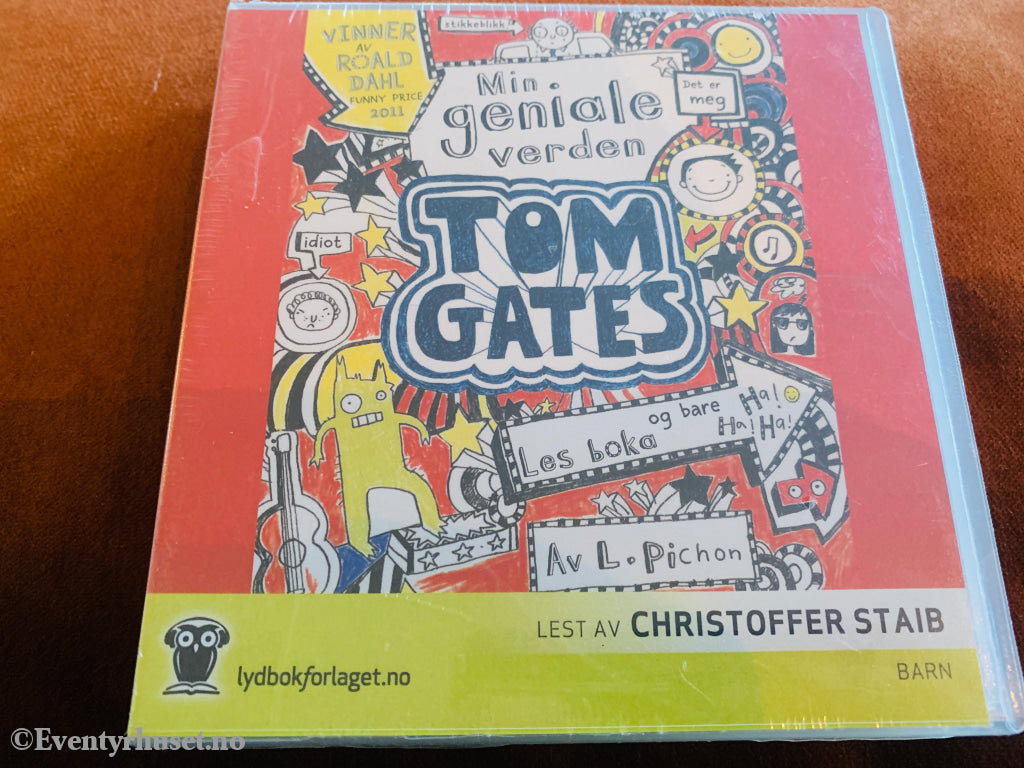 VINNER
AV
ROALD
DAHL
FUNNY PRICE
2011
stikkeblikk!
Min
geniale
verden
Det er
meg
idiot
TOM
GATES
Les boka og bare Ha!
Ha! Ha!
Av L. Pichon
LEST AV CHRISTOFFER STAIB
BARN
lydbokforlaget.no
©Eventyrhuset.no